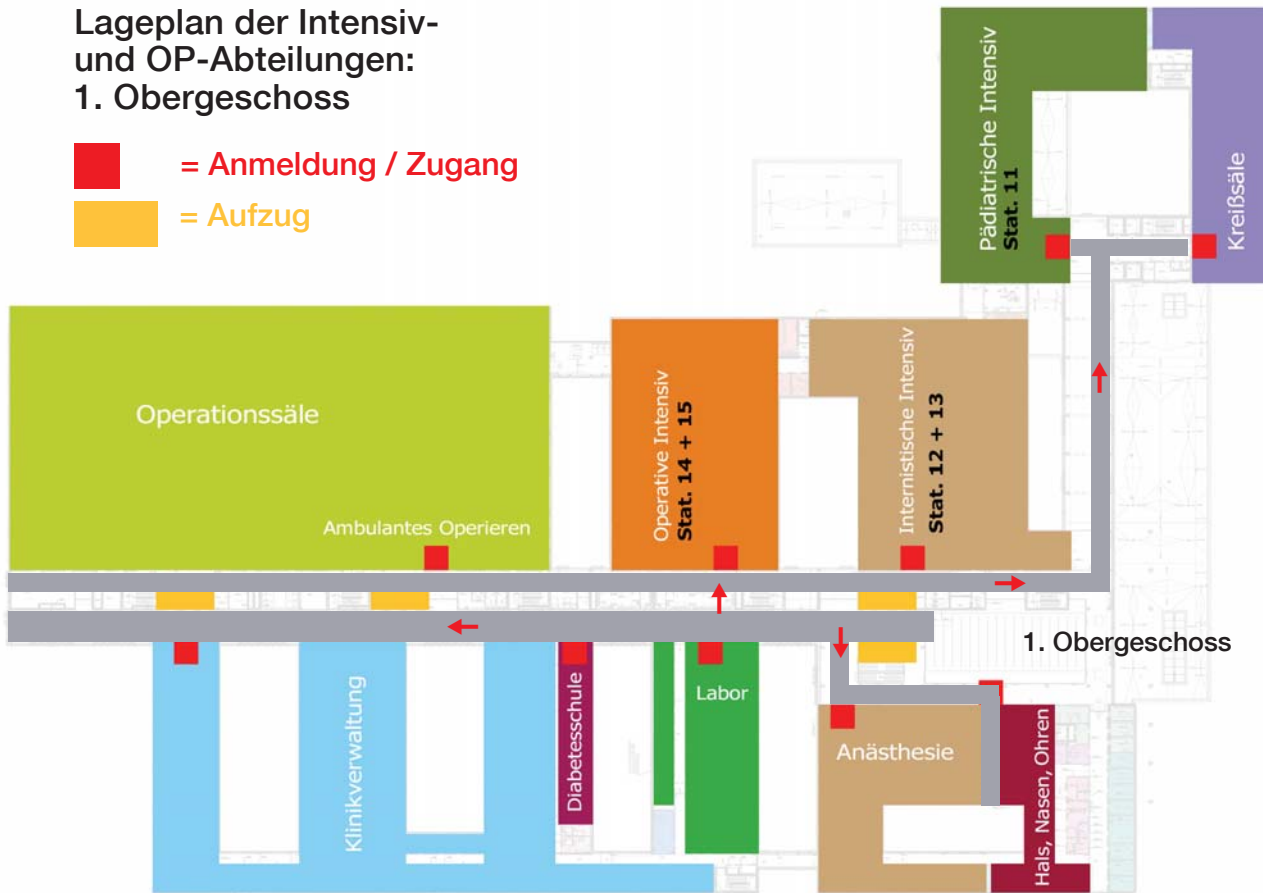 Lageplan der Intensiv-
und OP-Abteilungen:
1. Obergeschoss
= Anmeldung / Zugang
= Aufzug
Pädiatrische Intensiv
Stat. 11
Kreißsäle
Operationssäle
Ambulantes Operieren
Operative Intensiv
Stat. 14 + 15
Internistische Intensiv
Stat. 12 + 13
1. Obergeschoss
Klinikverwaltung
Diabetesschule
Labor
Anästhesie
Hals, Nasen, Ohren